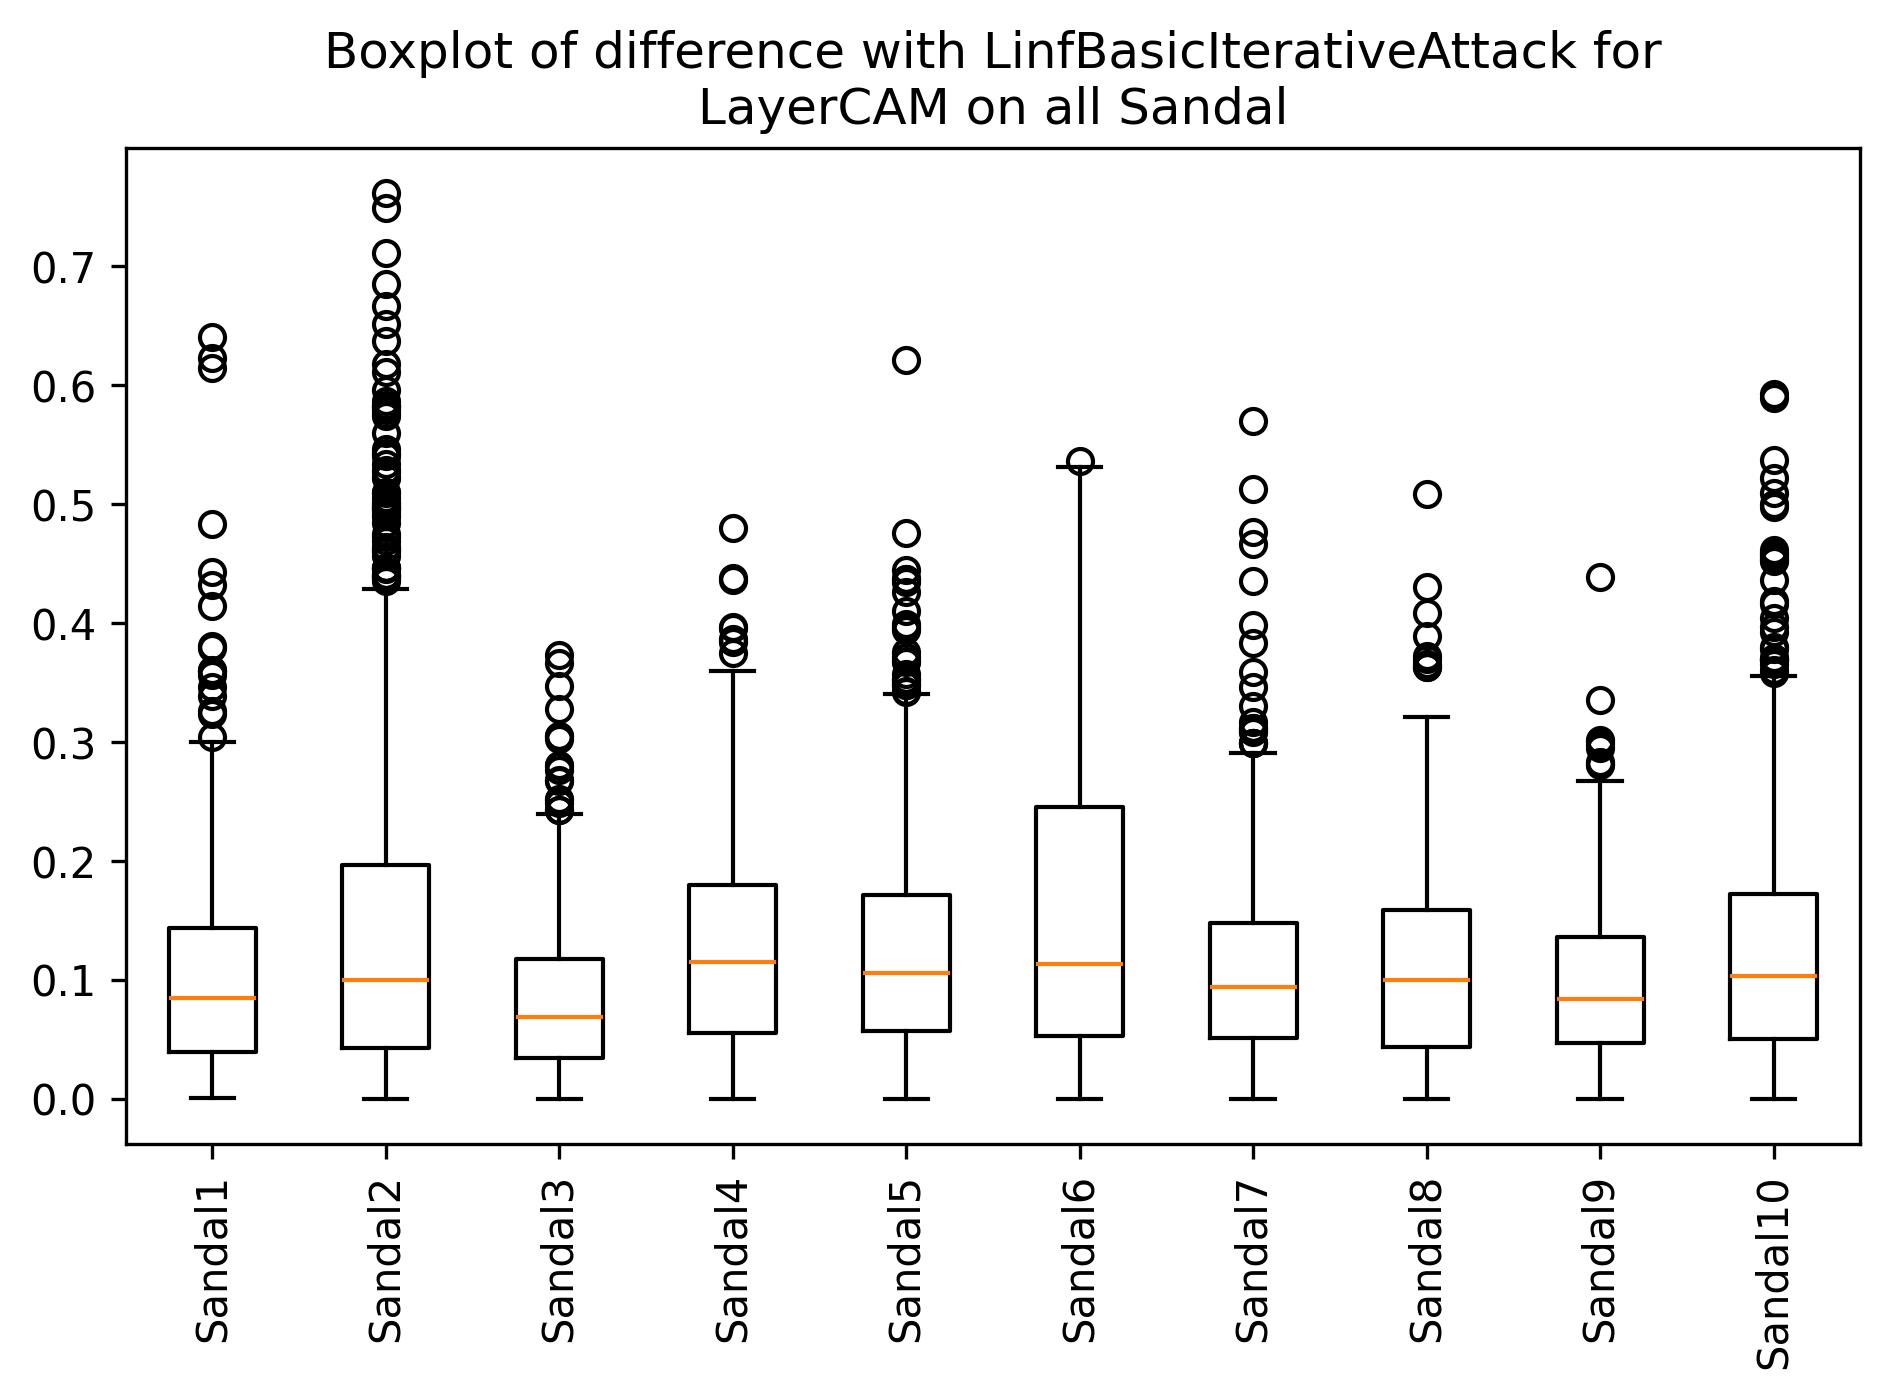 Boxplot of difference with LinfBasicIterativeAttack for
LayerCAM on all Sandal
0.7
0.6
0.5
0.4
0.3
0.2
0.1
0.0
Sandal1
Sandal2
Sandal3
Sandal4
Sandal5
Sandal6
Sandal7
Sandal8
Sandal9
Sandal10